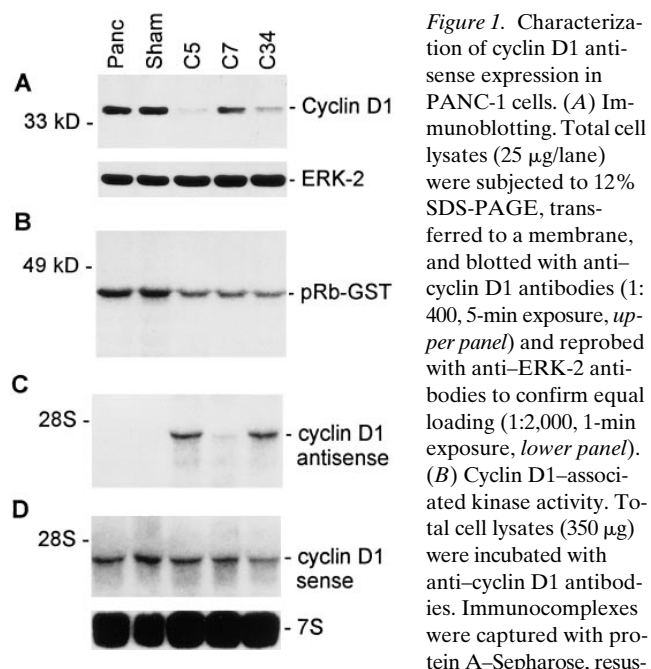 Panc Sham C5 C7 C34
A
Cyclin D1
33 kD -
ERK-2
B
49 kD -
pRb-GST
C
28S -
cyclin D1
antisense
D
28S -
cyclin D1
sense
7S
Figure 1. Characteriza-
tion of cyclin D1 anti-
sense expression in
PANC-1 cells. (A) Im-
munoblotting. Total cell
lysates (25 μg/lane)
were subjected to 12%
SDS-PAGE, trans-
ferred to a membrane,
and blotted with anti–
cyclin D1 antibodies (1:
400, 5-min exposure, up-
per panel) and reprobed
with anti–ERK-2 anti-
bodies to confirm equal
loading (1:2,000, 1-min
exposure, lower panel).
(B) Cyclin D1–associ-
ated kinase activity. To-
tal cell lysates (350 μg)
were incubated with
anti–cyclin D1 antibod-
ies. Immunocomplexes
were captured with pro-
tein A–Sepharose, resus-